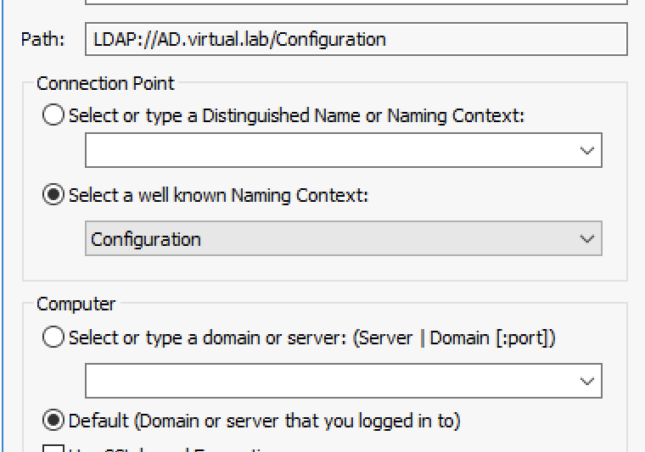 Path: LDAP://AD.virtual.lab/Configuration
Connection Point
Select or type a Distinguished Name or Naming Context:
Select a well known Naming Context:
Configuration
Computer
Select or type a domain or server: (Server | Domain [:port])
Default (Domain or server that you logged in to)